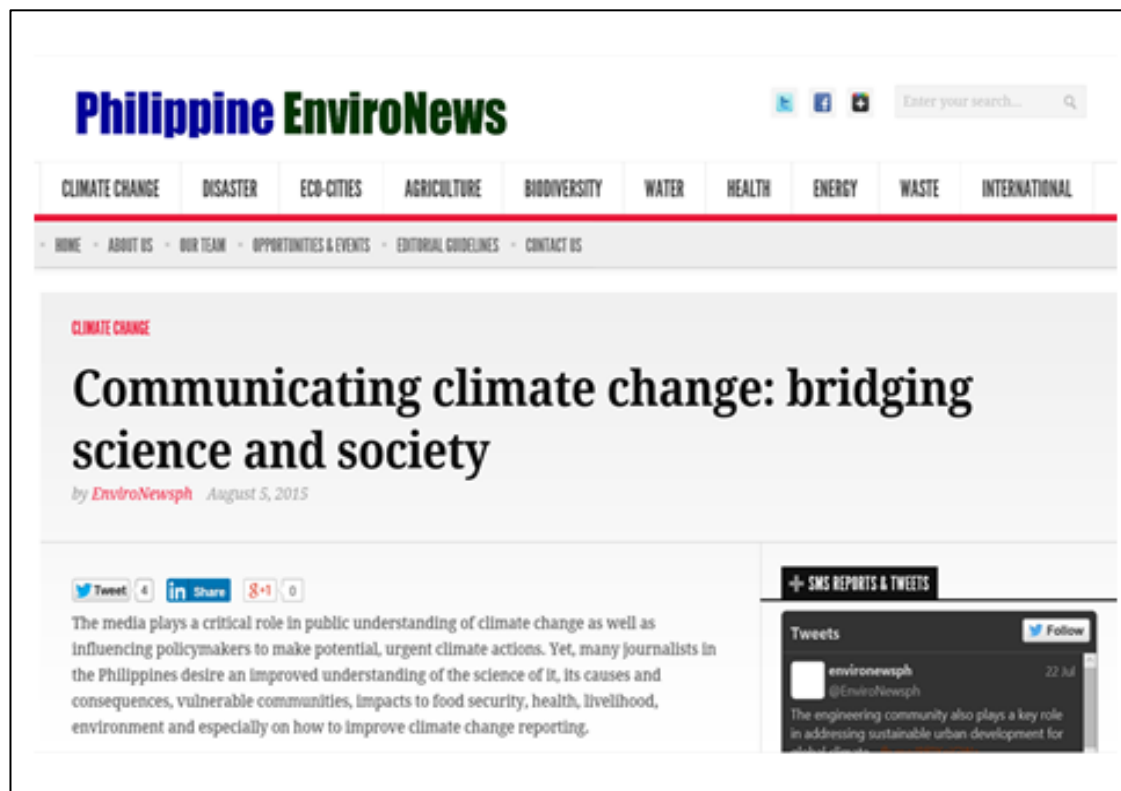 Philippine EnviroNews
Enter your search...
CLIMATE CHANGE DISASTER ECO-CITIES AGRICULTURE BIODIVERSITY WATER HEALTH ENERGY WASTE INTERNATIONAL
HOME ABOUT US OUR TEAM OPPORTUNITIES & EVENTS EDITORIAL GUIDELINES CONTACT US
CLIMATE CHANGE
Communicating climate change: bridging
science and society
by EnviroNewsph August 5, 2015
Tweet 4 in Share g+1 0
The media plays a critical role in public understanding of climate change as well as
influencing policymakers to make potential, urgent climate actions. Yet, many journalists in
the Philippines desire an improved understanding of the science of it, its causes and
consequences, vulnerable communities, impacts to food security, health, livelihood,
environment and especially on how to improve climate change reporting.
SMS REPORTS & TWEETS
Tweets Follow
environewsph 22 Jul
@EnviroNewsph
The engineering community also plays a key role
in addressing sustainable urban development for
global climate